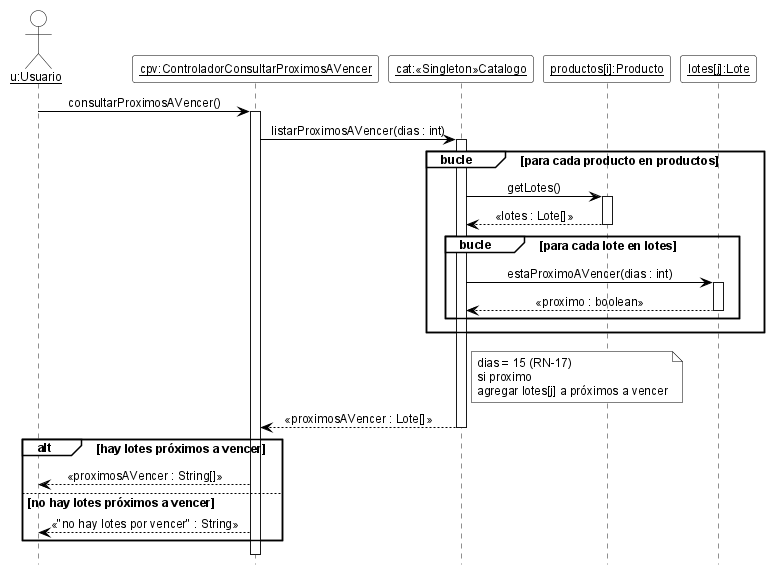 u:Usuario
cpv:ControladorConsultarProximosAVencer
cat:«Singleton»Catalogo
productos[i]:Producto
lotes[j]:Lote
consultarProximosAVencer()
listarProximosAVencer(dias : int)
bucle [para cada producto en productos]
getLotes()
«lotes : Lote[]»
bucle [para cada lote en lotes]
estaProximoAVencer(dias : int)
«proximo : boolean»
dias = 15 (RN-17)
si proximo
agregar lotes[j] a próximos a vencer
«proximosAVencer : Lote[]»
alt [hay lotes próximos a vencer]
«proximosAVencer : String[]»
[no hay lotes próximos a vencer]
«"no hay lotes por vencer" : String»